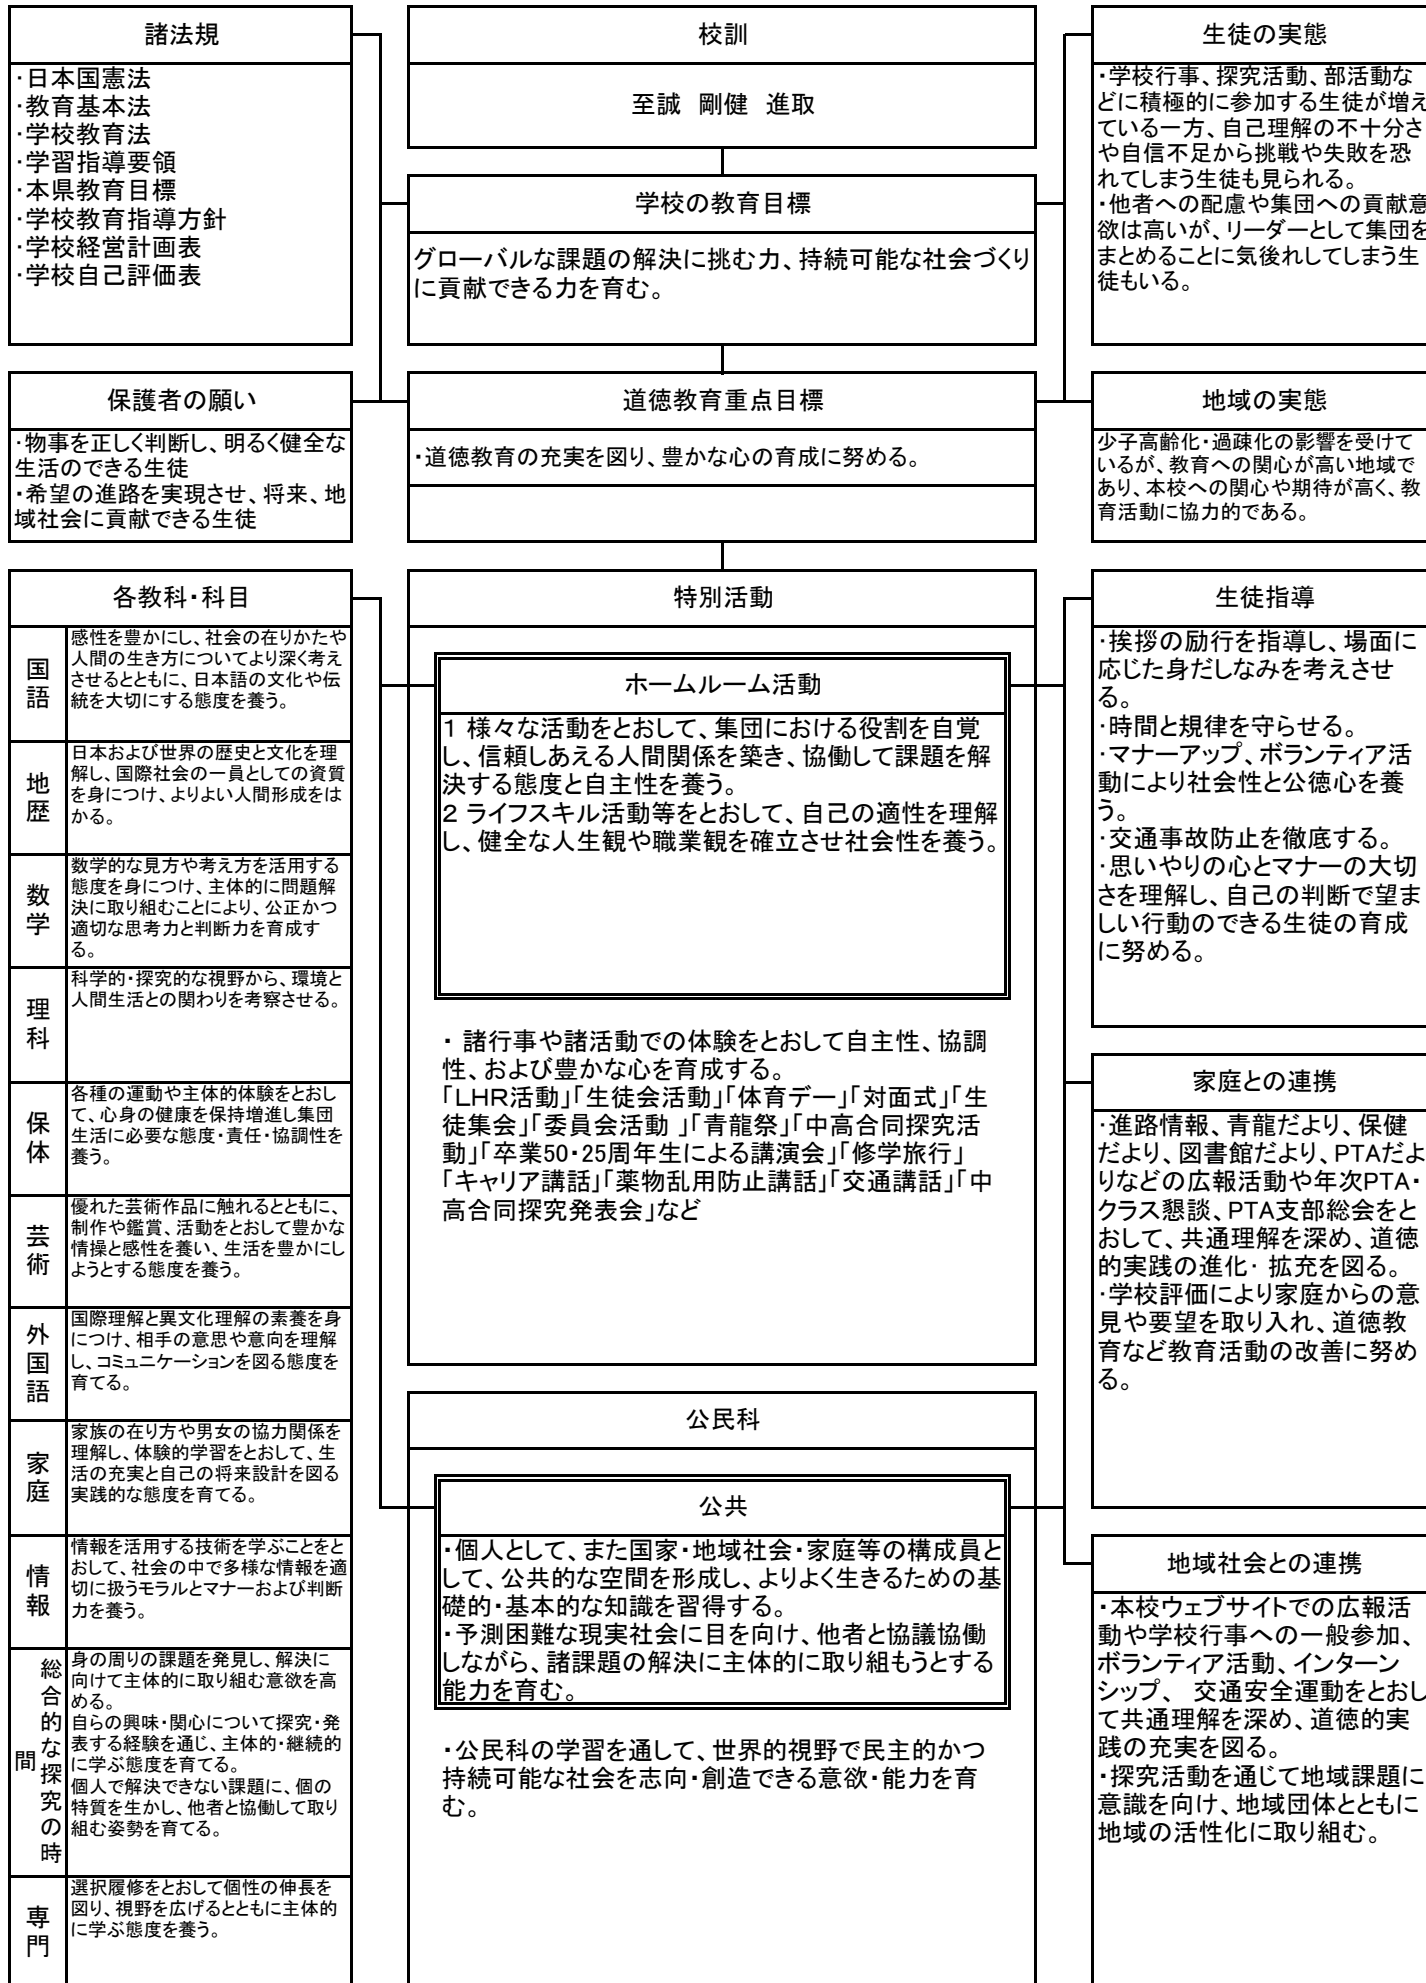 諸法規
・日本国憲法
・教育基本法
・学校教育法
・学習指導要領
・本県教育目標
・学校教育指導方針
・学校経営計画表
・学校自己評価表
校訓
至誠　剛健　進取
学校の教育目標
グローバルな課題の解決に挑む力、持続可能な社会づくり
に貢献できる力を育む。
生徒の実態
・学校行事、探究活動、部活動な
どに積極的に参加する生徒が増え
ている一方、自己理解の不十分さ
や自信不足から挑戦や失敗を恐
れてしまう生徒も見られる。
・他者への配慮や集団への貢献意
欲は高いが、リーダーとして集団を
まとめることに気後れしてしまう生
徒もいる。
保護者の願い
・物事を正しく判断し、明るく健全な
生活のできる生徒
・希望の進路を実現させ、将来、地
域社会に貢献できる生徒
道徳教育重点目標
・道徳教育の充実を図り、豊かな心の育成に努める。
地域の実態
少子高齢化・過疎化の影響を受けて
いるが、教育への関心が高い地域で
あり、本校への関心や期待が高く、教
育活動に協力的である。
各教科・科目
国語
感性を豊かにし、社会の在りかたや
人間の生き方についてより深く考え
させるとともに、日本語の文化や伝
統を大切にする態度を養う。
地歴
日本および世界の歴史と文化を理
解し、国際社会の一員としての資質
を身につけ、よりよい人間形成をは
かる。
数学
数学的な見方や考え方を活用する
態度を身につけ、主体的に問題解
決に取り組むことにより、公正かつ
適切な思考力と判断力を育成す
る。
理科
科学的・探究的な視野から、環境と
人間生活との関わりを考察させる。
保体
各種の運動や主体的体験をとおし
て、心身の健康を保持増進し集団
生活に必要な態度・責任・協調性を
養う。
芸術
優れた芸術作品に触れるとともに、
制作や鑑賞、活動をとおして豊かな
情操と感性を養い、生活を豊かにし
ようとする態度を養う。
外国語
国際理解と異文化理解の素養を身
につけ、相手の意思や意向を理解
し、コミュニケーションを図る態度を
育てる。
家庭
家族の在り方や男女の協力関係を
理解し、体験的学習をとおして、生
活の充実と自己の将来設計を図る
実践的な態度を育てる。
情報
情報を活用する技術を学ぶことをと
おして、社会の中で多様な情報を適
切に扱うモラルとマナーおよび判断
力を養う。
総合的な探究の時間
身の周りの課題を発見し、解決に
向けて主体的に取り組む意欲を高
める。
自らの興味・関心について探究・発
表する経験を通じ、主体的・継続的
に学ぶ態度を育てる。
個人で解決できない課題に、個の
特質を生かし、他者と協働して取り
組む姿勢を育てる。
専門
選択履修をとおして個性の伸長を
図り、視野を広げるとともに主体的
に学ぶ態度を養う。
特別活動
ホームルーム活動
１ 様々な活動をとおして、集団における役割を自覚
し、信頼しあえる人間関係を築き、協働して課題を解
決する態度と自主性を養う。
２ ライフスキル活動等をとおして、自己の適性を理解
し、健全な人生観や職業観を確立させ社会性を養う。
・ 諸行事や諸活動での体験をとおして自主性、協調
性、および豊かな心を育成する。
「LHR活動」「生徒会活動」「体育デー」「対面式」「生
徒集会」「委員会活動 」「青龍祭」「中高合同探究活
動」「卒業50・25周年生による講演会」「修学旅行」
「キャリア講話」「薬物乱用防止講話」「交通講話」「中
高合同探究発表会」など
公民科
公共
・個人として、また国家・地域社会・家庭等の構成員と
して、公共的な空間を形成し、よりよく生きるための基
礎的・基本的な知識を習得する。
・予測困難な現実社会に目を向け、他者と協議協働
しながら、諸課題の解決に主体的に取り組もうとする
能力を育む。
・公民科の学習を通して、世界的視野で民主的かつ
持続可能な社会を志向・創造できる意欲・能力を育
む。
生徒指導
・挨拶の励行を指導し、場面に
応じた身だしなみを考えさせ
る。
・時間と規律を守らせる。
・マナーアップ、ボランティア活
動により社会性と公徳心を養
う。
・交通事故防止を徹底する。
・思いやりの心とマナーの大切
さを理解し、自己の判断で望ま
しい行動のできる生徒の育成
に努める。
家庭との連携
・進路情報、青龍だより、保健
だより、図書館だより、PTAだよ
りなどの広報活動や年次PTA・
クラス懇談、PTA支部総会をと
おして、共通理解を深め、道徳
的実践の進化・ 拡充を図る。
・学校評価により家庭からの意
見や要望を取り入れ、道徳教
育など教育活動の改善に努め
る。
地域社会との連携
・本校ウェブサイトでの広報活
動や学校行事への一般参加、
ボランティア活動、インターン
シップ、 交通安全運動をとおし
て共通理解を深め、道徳的実
践の充実を図る。
・探究活動を通じて地域課題に
意識を向け、地域団体とともに
地域の活性化に取り組む。